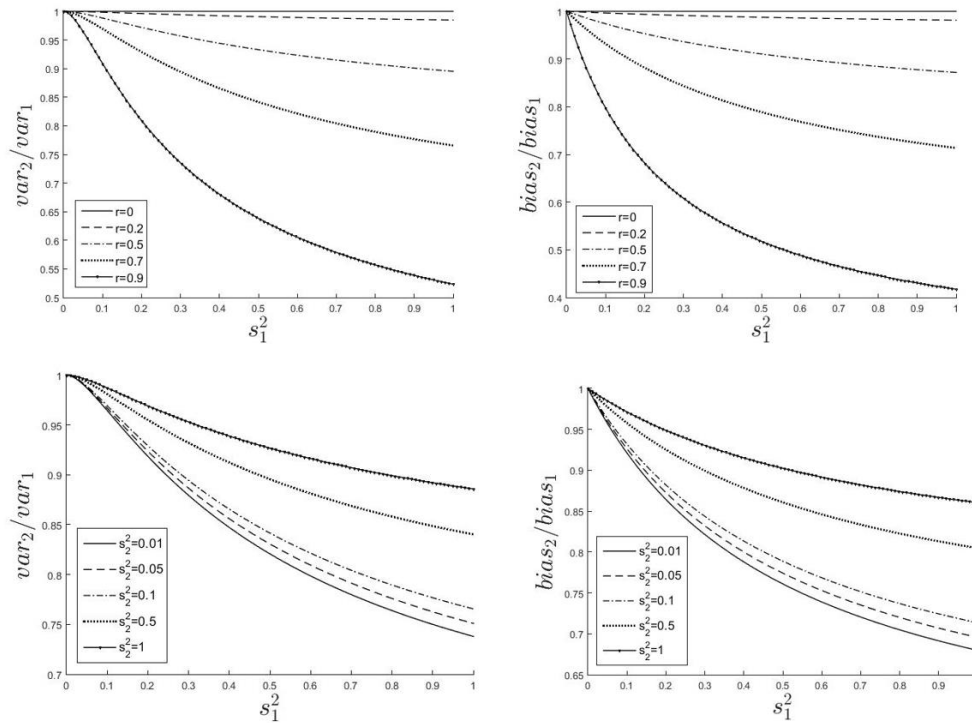 1
0.95
0.9
0.85
0.8
0.75
0.7
0.65
0.6
0.55
0.5
var₂/var₁
r=0
r=0.2
r=0.5
r=0.7
r=0.9
0 0.1 0.2 0.3 0.4 0.5 0.6 0.7 0.8 0.9 1
s₁²
1
0.9
0.8
0.7
0.6
0.5
0.4
bias₂/bias₁
r=0
r=0.2
r=0.5
r=0.7
r=0.9
0 0.1 0.2 0.3 0.4 0.5 0.6 0.7 0.8 0.9 1
s₁²
1
0.95
0.9
0.85
0.8
0.75
0.7
var₂/var₁
s₂²=0.01
s₂²=0.05
s₂²=0.1
s₂²=0.5
s₂²=1
0 0.1 0.2 0.3 0.4 0.5 0.6 0.7 0.8 0.9 1
s₁²
1
0.95
0.9
0.85
0.8
0.75
0.7
0.65
bias₂/bias₁
s₂²=0.01
s₂²=0.05
s₂²=0.1
s₂²=0.5
s₂²=1
0 0.1 0.2 0.3 0.4 0.5 0.6 0.7 0.8 0.9
s₁²